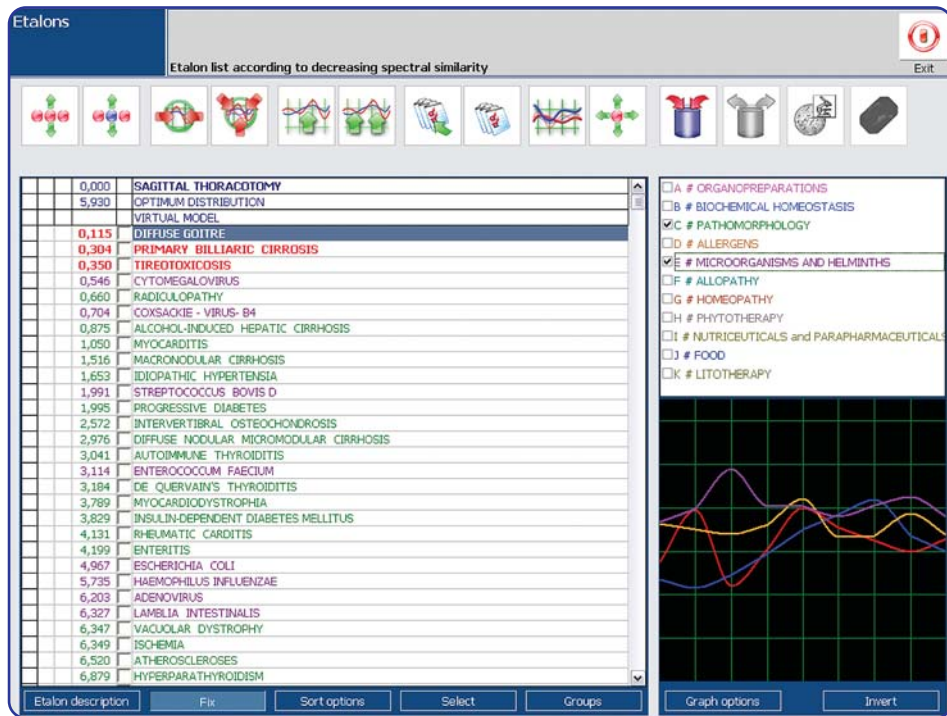 Etalons
Etalon list according to decreasing spectral similarity
Exit
0,000 SAGITTAL THORACOTOMY
5,930 OPTIMUM DISTRIBUTION
VIRTUAL MODEL
0,115 DIFFUSE GOITRE
0,304 PRIMARY BILLIARIC CIRROSIS
0,350 TIREOTOXICOSIS
0,546 CYTOMEGALOVIRUS
0,660 RADICULOPATHY
0,704 COXSACKIE - VIRUS- B4
0,875 ALCOHOL-INDUCED HEPATIC CIRRHOSIS
1,050 MYOCARDITIS
1,516 MACRONODULAR CIRRHOSIS
1,653 IDIOPATHIC HYPERTENSIA
1,991 STREPTOCOCCUS BOVIS D
1,995 PROGRESSIVE DIABETES
2,572 INTERVERTIBRAL OSTEOCHONDROSIS
2,976 DIFFUSE NODULAR MICROMODULAR CIRRHOSIS
3,041 AUTOIMMUNE THYROIDITIS
3,114 ENTEROCOCCUM FAECIUM
3,184 DE QUERVAIN'S THYROIDITIS
3,789 MYOCARDIODYSTROPHIA
3,829 INSULIN-DEPENDENT DIABETES MELLITUS
4,131 RHEUMATIC CARDITIS
4,199 ENTERITIS
4,967 ESCHERICHIA COLI
5,735 HAEMOPHILUS INFLUENZAE
6,203 ADENOVIRUS
6,327 LAMBLIA INTESTINALIS
6,347 VACUOLAR DYSTROPHY
6,349 ISCHEMIA
6,520 ATHEROSCLEROSES
6,879 HYPERPARATHYROIDISM
A # ORGANOPREPARATIONS
B # BIOCHEMICAL HOMEOSTASIS
C # PATHOMORPHOLOGY
D # ALLERGENS
E # MICROORGANISMS AND HELMINTHS
F # ALLOPATHY
G # HOMEOPATHY
H # PHYTOTHERAPY
I # NUTRICEUTICALS and PARAPHARMACEUTICALS
J # FOOD
K # LITOTHERAPY
Etalon description Fix Sort options Select Groups Graph options Invert